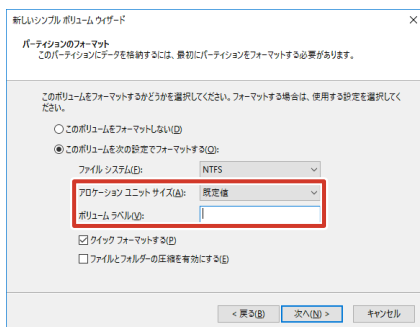 新しいシンプル ボリューム ウィザード
パーティションのフォーマット
このパーティションにデータを格納するには、最初にパーティションをフォーマットする必要があります。
このボリュームをフォーマットするかどうかを選択してください。フォーマットする場合は、使用する設定を選択してく
ださい。
このボリュームをフォーマットしない(D)
このボリュームを次の設定でフォーマットする(O):
ファイル システム(F): NTFS
アロケーション ユニット サイズ(A): 既定値
ボリューム ラベル(V):
クイック フォーマットする(P)
ファイルとフォルダーの圧縮を有効にする(E)
< 戻る(B) 次へ(N) > キャンセル